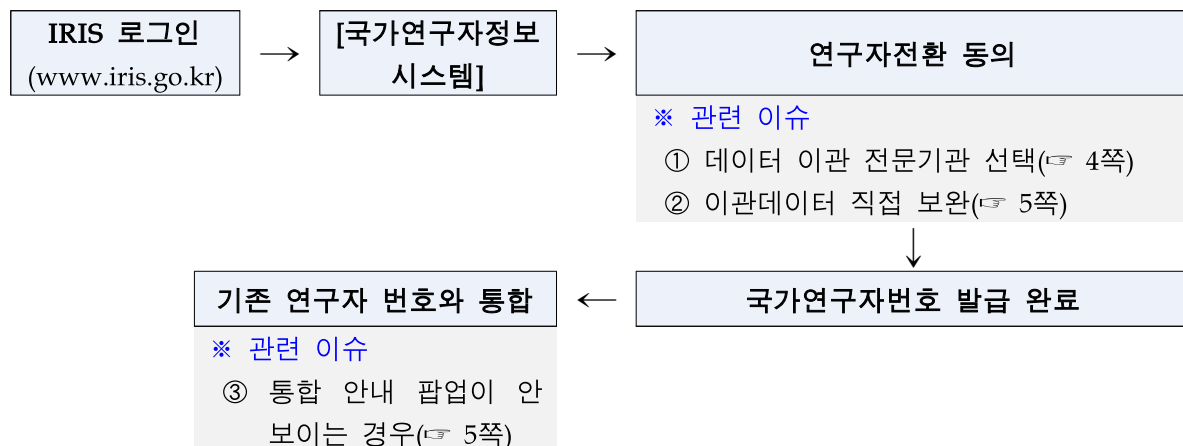 IRIS 로그인
(www.iris.go.kr)
→
[국가연구자정보
시스템]
→
연구자전환 동의
※ 관련 이슈
① 데이터 이관 전문기관 선택(☞ 4쪽)
② 이관데이터 직접 보완(☞ 5쪽)
↓
국가연구자번호 발급 완료
←
기존 연구자 번호와 통합
※ 관련 이슈
③ 통합 안내 팝업이 안
보이는 경우(☞ 5쪽)